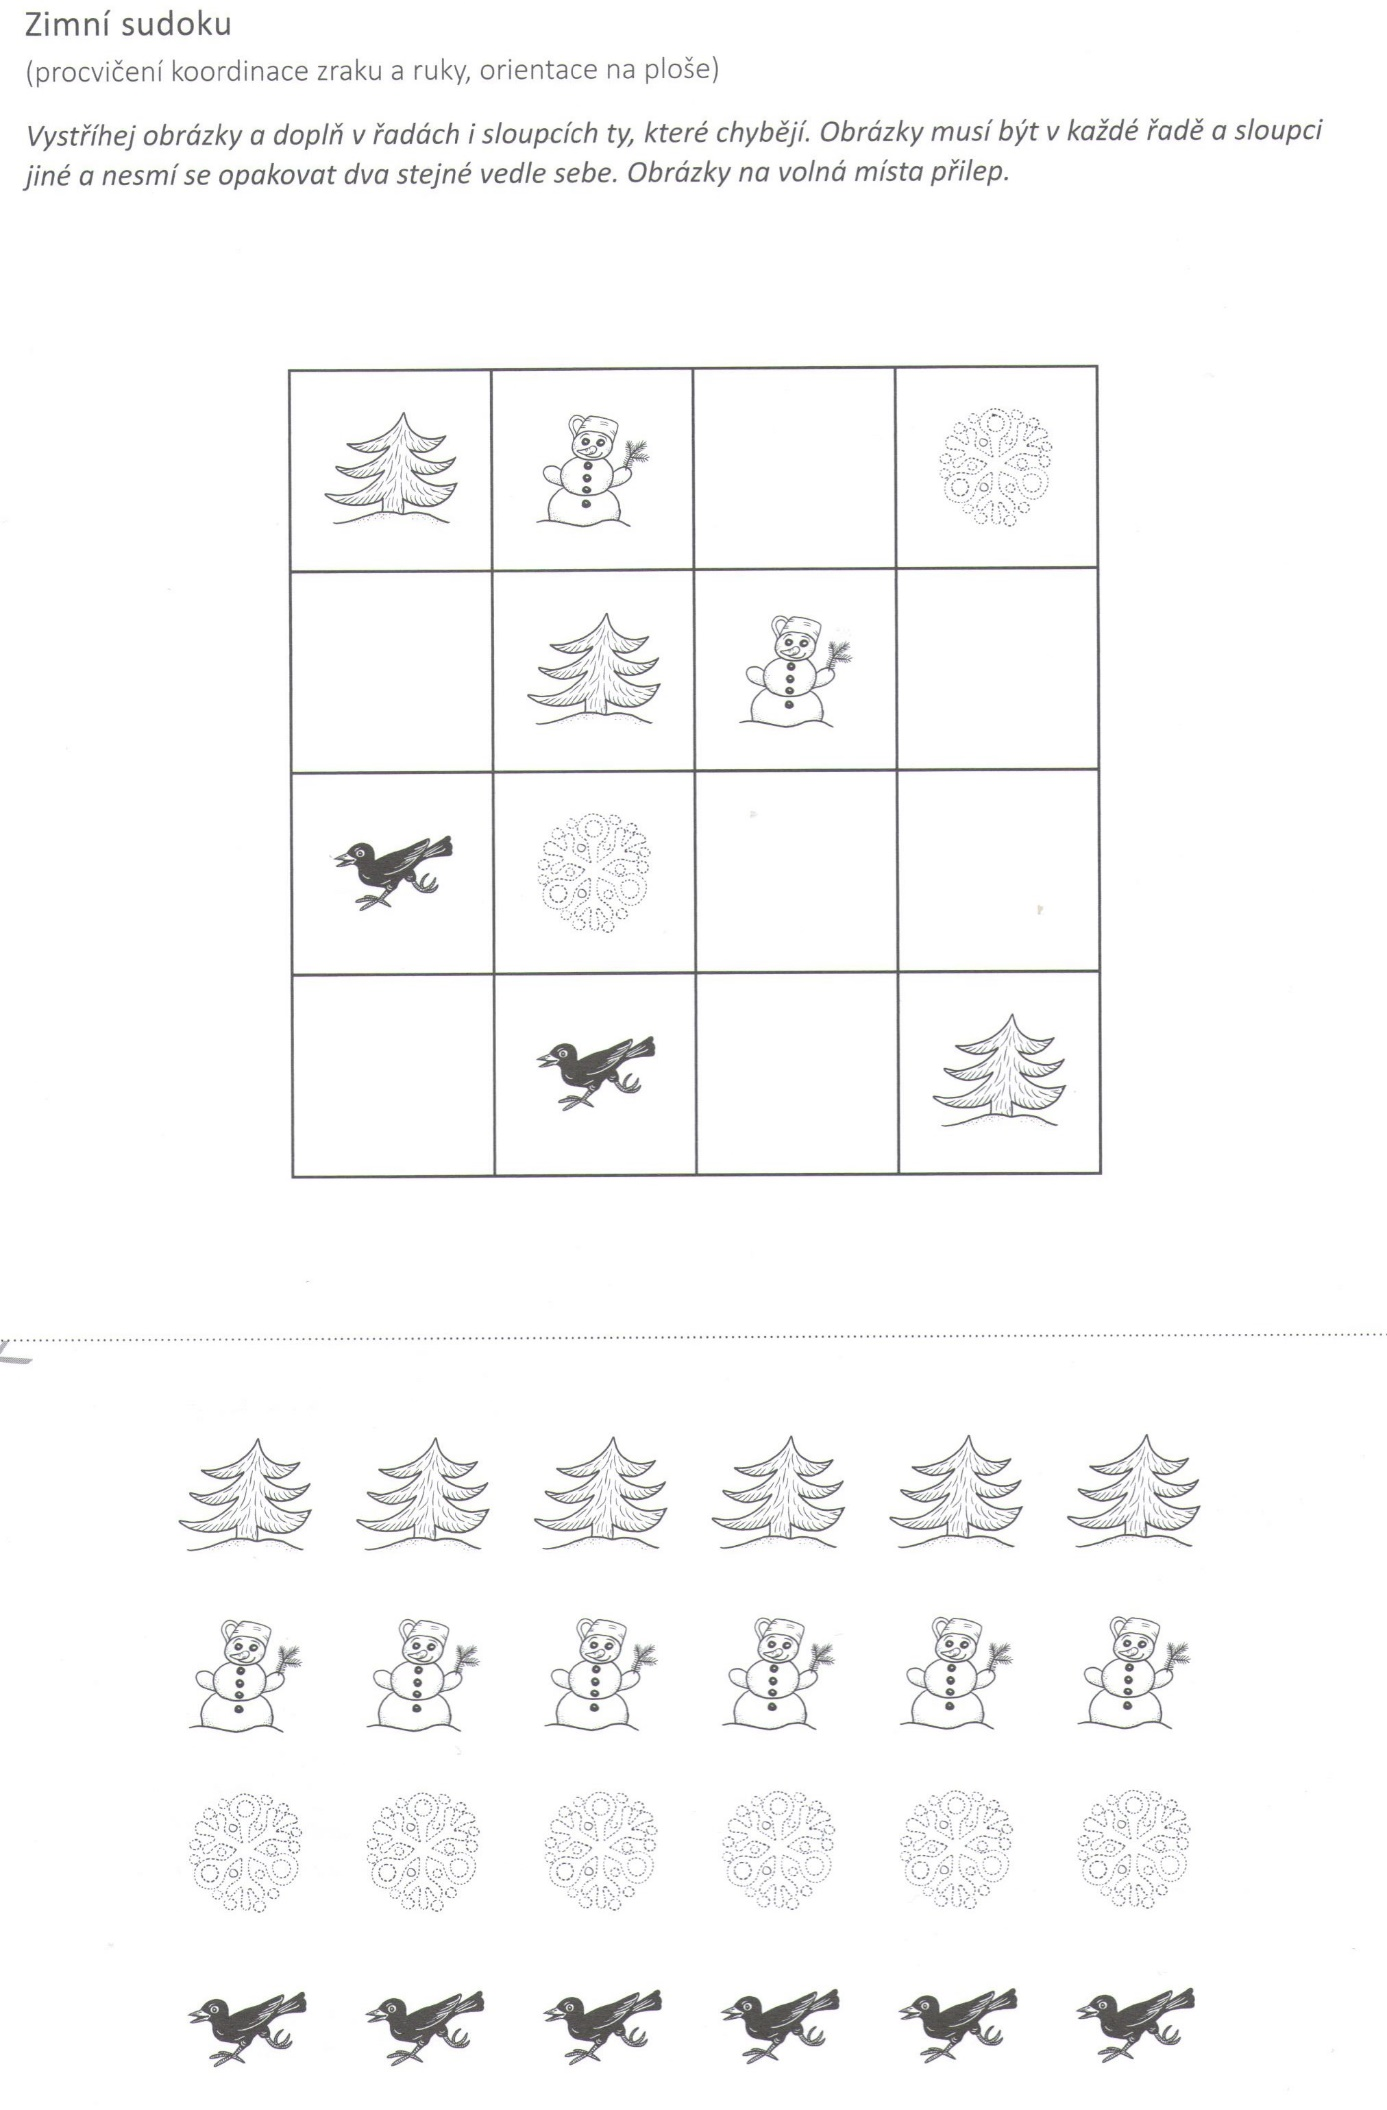 Zimní sudoku
(procvičení koordinace zraku a ruky, orientace na ploše)
Vystříhej obrázky a doplň v řadách i sloupcích ty, které chybějí. Obrázky musí být v každé řadě a sloupci
jiné a nesmí se opakovat dva stejné vedle sebe. Obrázky na volná místa přilep.